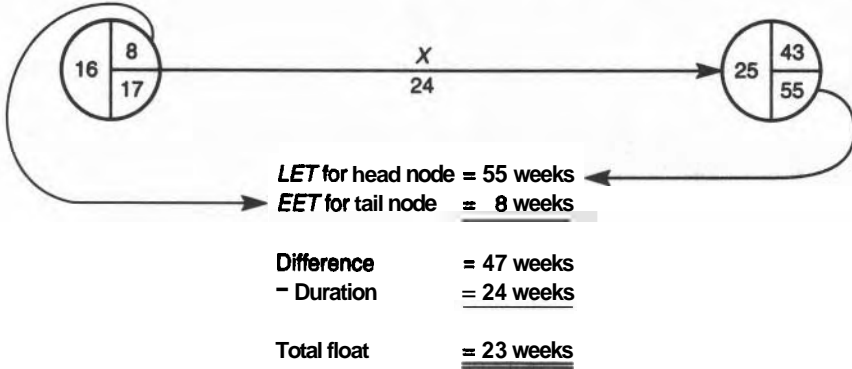 16 8 17
X
24
25 43 55
LET for head node = 55 weeks
EET for tail node = 8 weeks
Difference = 47 weeks
- Duration = 24 weeks
Total float = 23 weeks